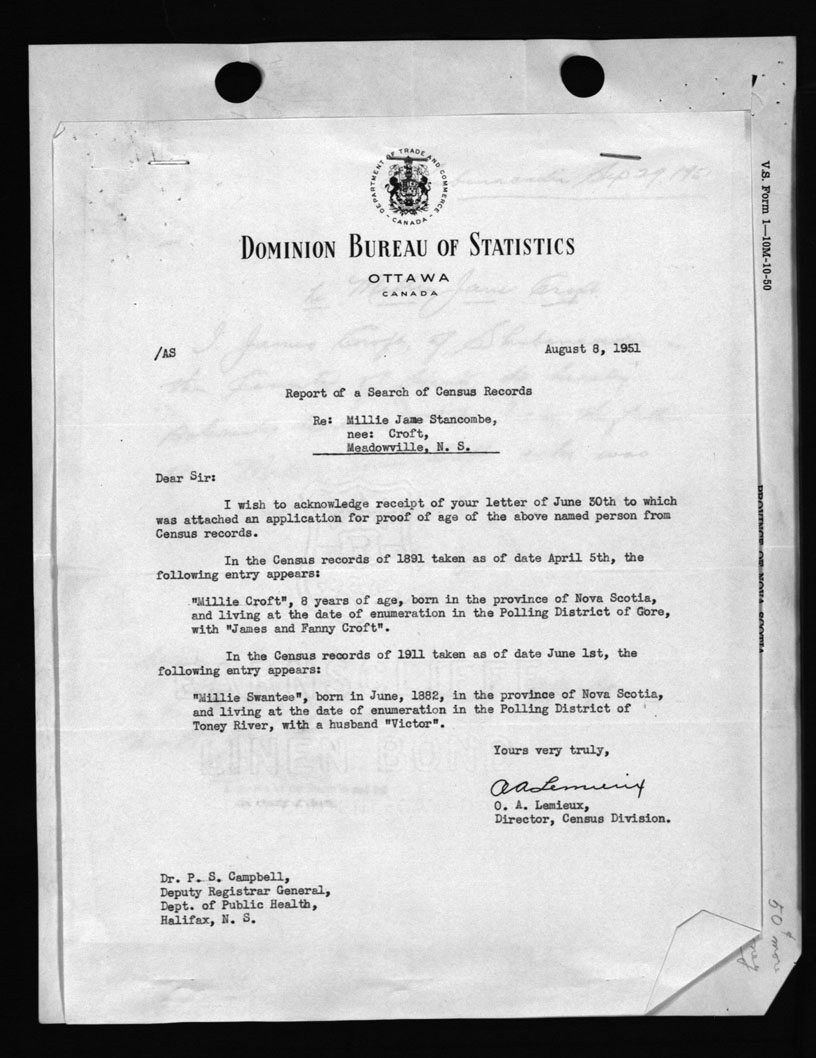 DEPARTMENT OF TRADE AND COMMERCE
CANADA
DOMINION BUREAU OF STATISTICS
OTTAWA
CANADA
/AS
August 8, 1951
Report of a Search of Census Records
Re: Millie Jame Stancombe,
nee: Croft,
Meadowville, N. S.
Dear Sir:
I wish to acknowledge receipt of your letter of June 30th to which
was attached an application for proof of age of the above named person from
Census records.
In the Census records of 1891 taken as of date April 5th, the
following entry appears:
"Millie Croft", 8 years of age, born in the province of Nova Scotia,
and living at the date of enumeration in the Polling District of Gore,
with "James and Fanny Croft".
In the Census records of 1911 taken as of date June 1st, the
following entry appears:
"Millie Swantee", born in June, 1882, in the province of Nova Scotia,
and living at the date of enumeration in the Polling District of
Toney River, with a husband "Victor".
LINEN BOND
Yours very truly,
OALemieux
O. A. Lemieux,
Director, Census Division.
Dr. P. S. Campbell,
Deputy Registrar General,
Dept. of Public Health,
Halifax, N. S.
V.S. Form 1—10M-10-50
PROVINCE OF NOVA SCOTIA